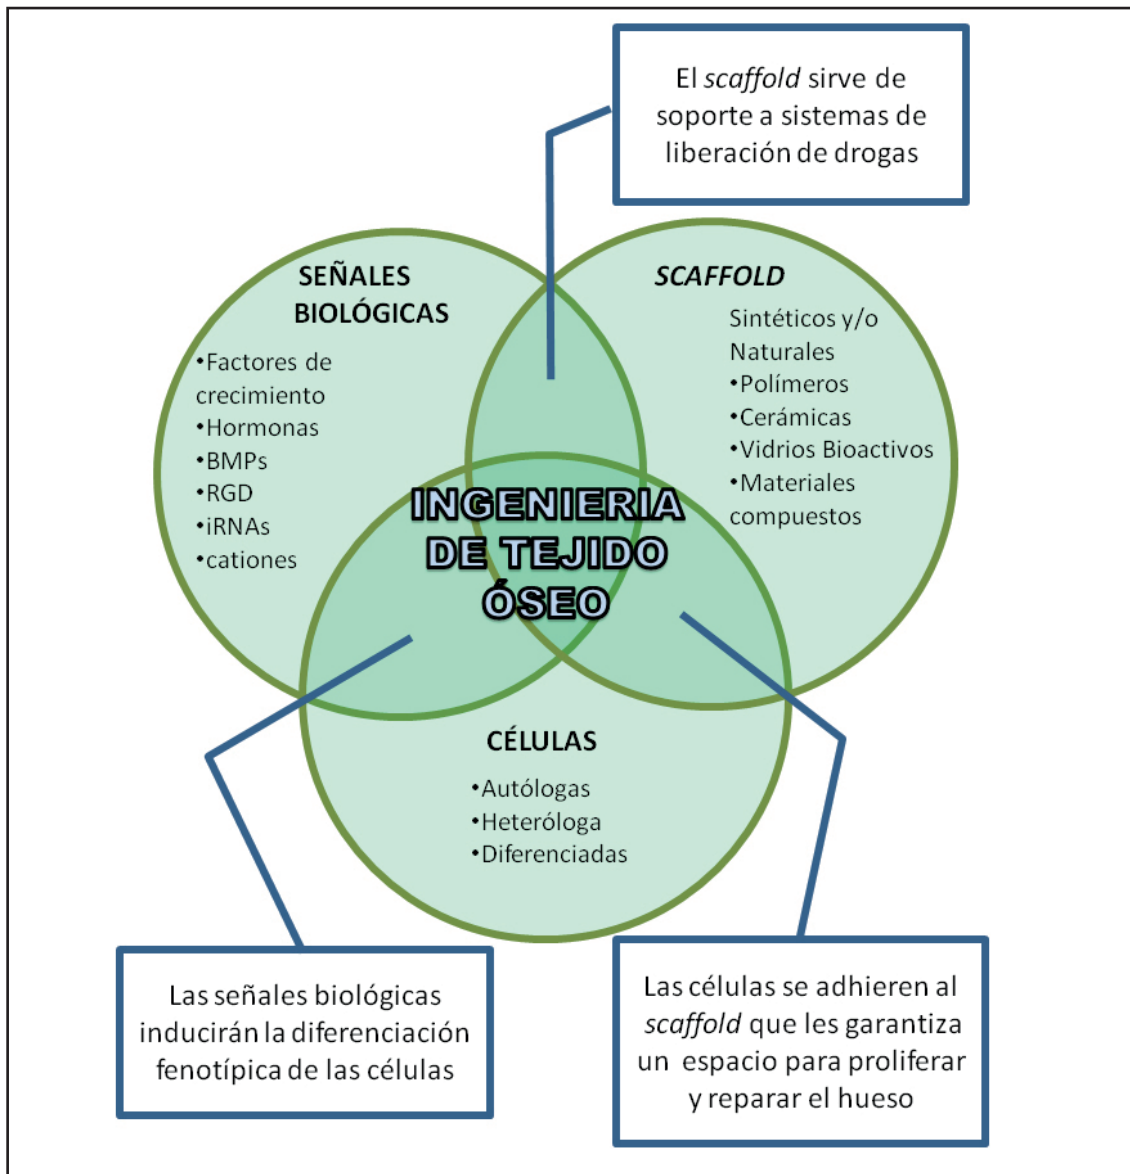 El scaffold sirve de
soporte a sistemas de
liberación de drogas
SEÑALES
BIOLÓGICAS
•Factores de
crecimiento
•Hormonas
•BMPs
•RGD
•iRNAs
•cationes
SCAFFOLD
Sintéticos y/o
Naturales
•Polímeros
•Cerámicas
•Vidrios Bioactivos
•Materiales
compuestos
INGENIERIA
DE TEJIDO
ÓSEO
CÉLULAS
•Autólogas
•Heteróloga
•Diferenciadas
Las señales biológicas
inducirán la diferenciación
fenotípica de las células
Las células se adhieren al
scaffold que les garantiza
un espacio para proliferar
y reparar el hueso